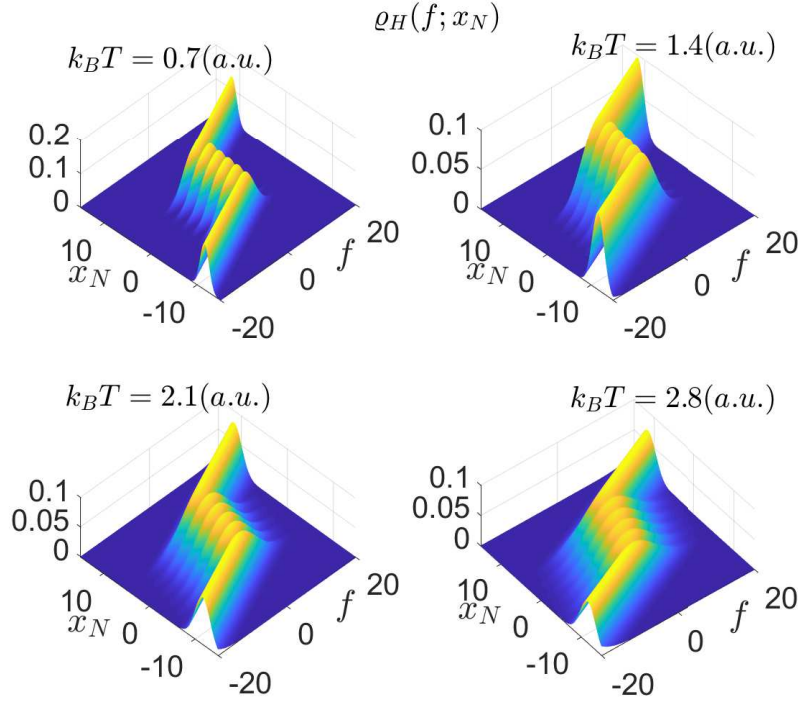 ϱ_H(f; x_N)
k_BT = 0.7(a.u.)
k_BT = 1.4(a.u.)
0.2
0.1
0
10
0
-10
x_N
20
0
-20
f
0.1
0.05
0
10
0
-10
x_N
20
0
-20
f
k_BT = 2.1(a.u.)
k_BT = 2.8(a.u.)
0.1
0.05
0
10
0
-10
x_N
20
0
-20
f
0.1
0.05
0
10
0
-10
x_N
20
0
-20
f